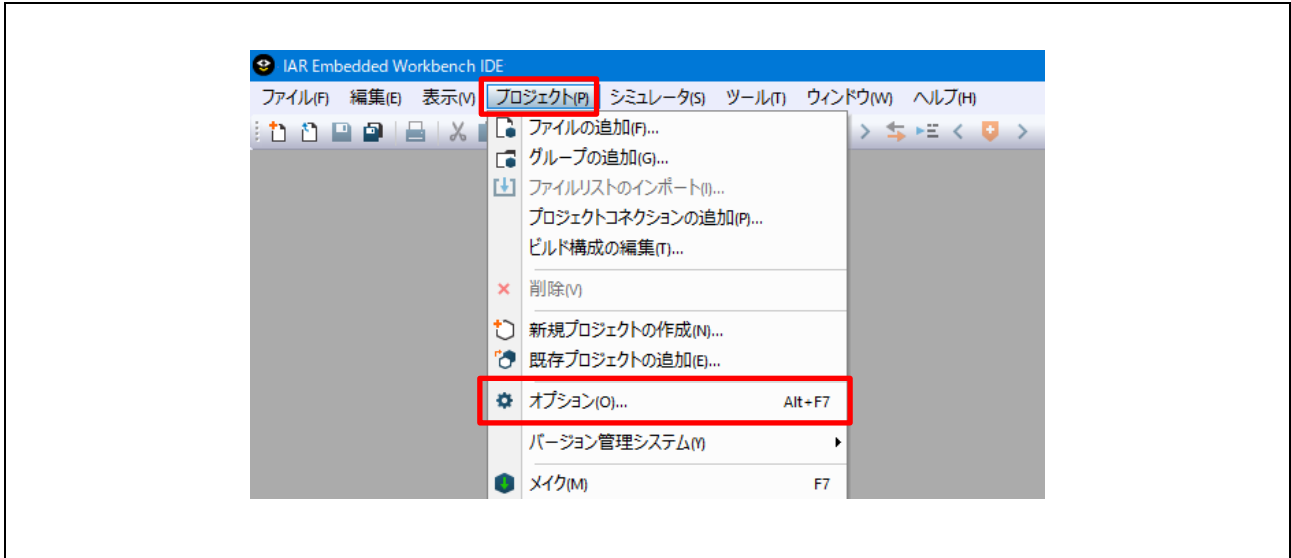 IAR Embedded Workbench IDE
ファイル(F) 編集(E) 表示(V) プロジェクト(P) シミュレータ(S) ツール(T) ウィンドウ(W) ヘルプ(H)
ファイルの追加(F)...
グループの追加(G)...
ファイルリストのインポート(I)...
プロジェクトコネクションの追加(P)...
ビルド構成の編集(T)...
削除(V)
新規プロジェクトの作成(N)...
既存プロジェクトの追加(E)...
オプション(O)... Alt+F7
バージョン管理システム(Y)
メイク(M) F7